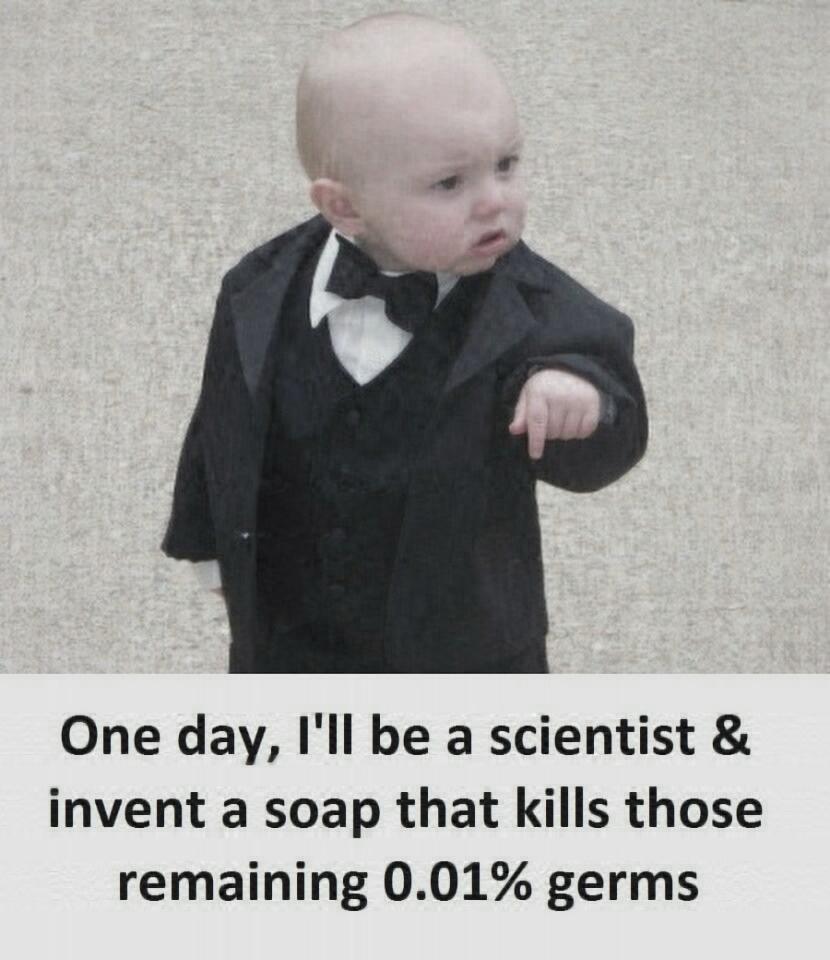 One day, I'll be a scientist &
invent a soap that kills those
remaining 0.01% germs